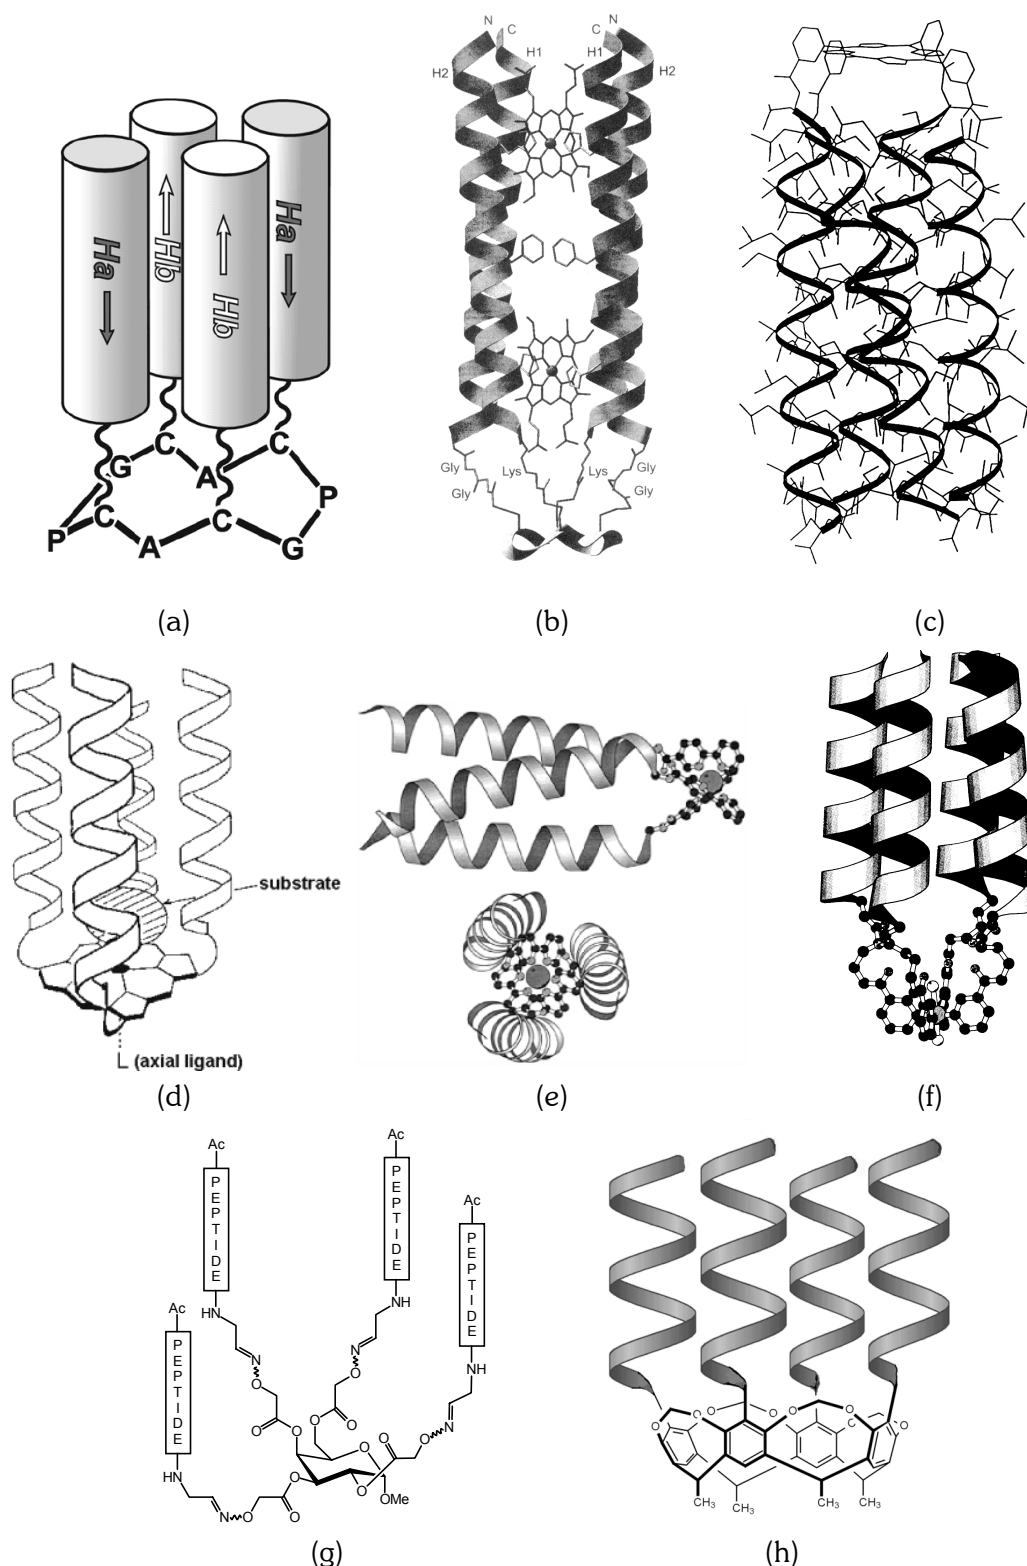 N
C
N
C
H1
H1
H2
H2
Ha
Hb
Hb
Ha
G
C
A
C
P
P
C
A
C
G
Gly
Gly
Lys
Lys
Gly
Gly
(a)
(b)
(c)
substrate
L (axial ligand)
(d)
(e)
(f)
Ac
PEPTIDE
HN
N
O
O
O
Ac
PEPTIDE
NH
N
O
O
O
Ac
PEPTIDE
NH
N
O
O
O
Ac
PEPTIDE
HN
N
O
O
O
O
OMe
O
O
O
O
O
O
O
O
CH3
CH3
CH3
CH3
(g)
(h)